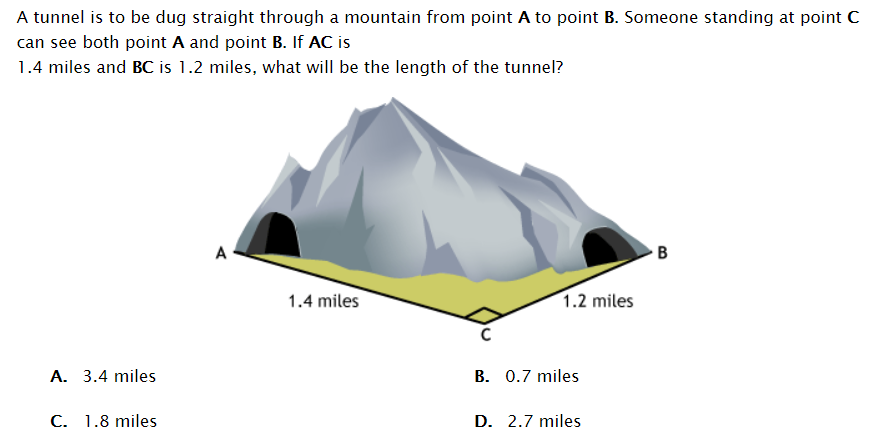 A tunnel is to be dug straight through a mountain from point A to point B. Someone standing at point C
can see both point A and point B. If AC is
1.4 miles and BC is 1.2 miles, what will be the length of the tunnel?
A
B
1.4 miles
1.2 miles
C
A. 3.4 miles
B. 0.7 miles
C. 1.8 miles
D. 2.7 miles